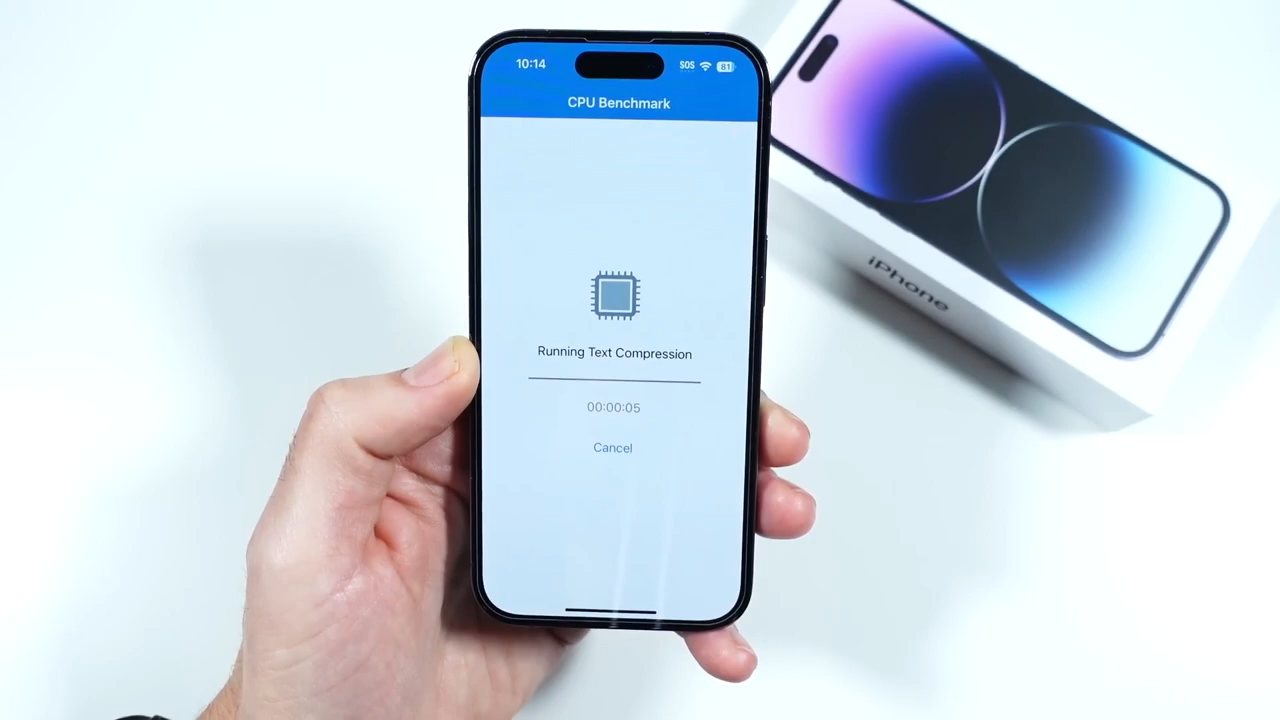 10:14
SOS
81
CPU Benchmark
Running Text Compression
00:00:05
Cancel
iPhone